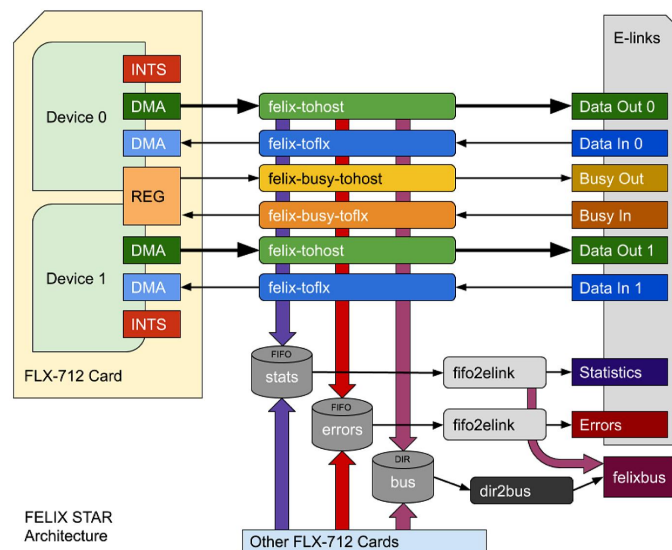 E-links
INTS
DMA
felix-tohost
Data Out 0
Device 0
DMA
felix-toflx
Data In 0
REG
felix-busy-tohost
Busy Out
felix-busy-toflx
Busy In
DMA
felix-tohost
Data Out 1
Device 1
DMA
felix-toflx
Data In 1
INTS
FLX-712 Card
FIFO
stats
fifo2elink
Statistics
FIFO
errors
fifo2elink
Errors
DIR
bus
dir2bus
felixbus
FELIX STAR
Architecture
Other FLX-712 Cards